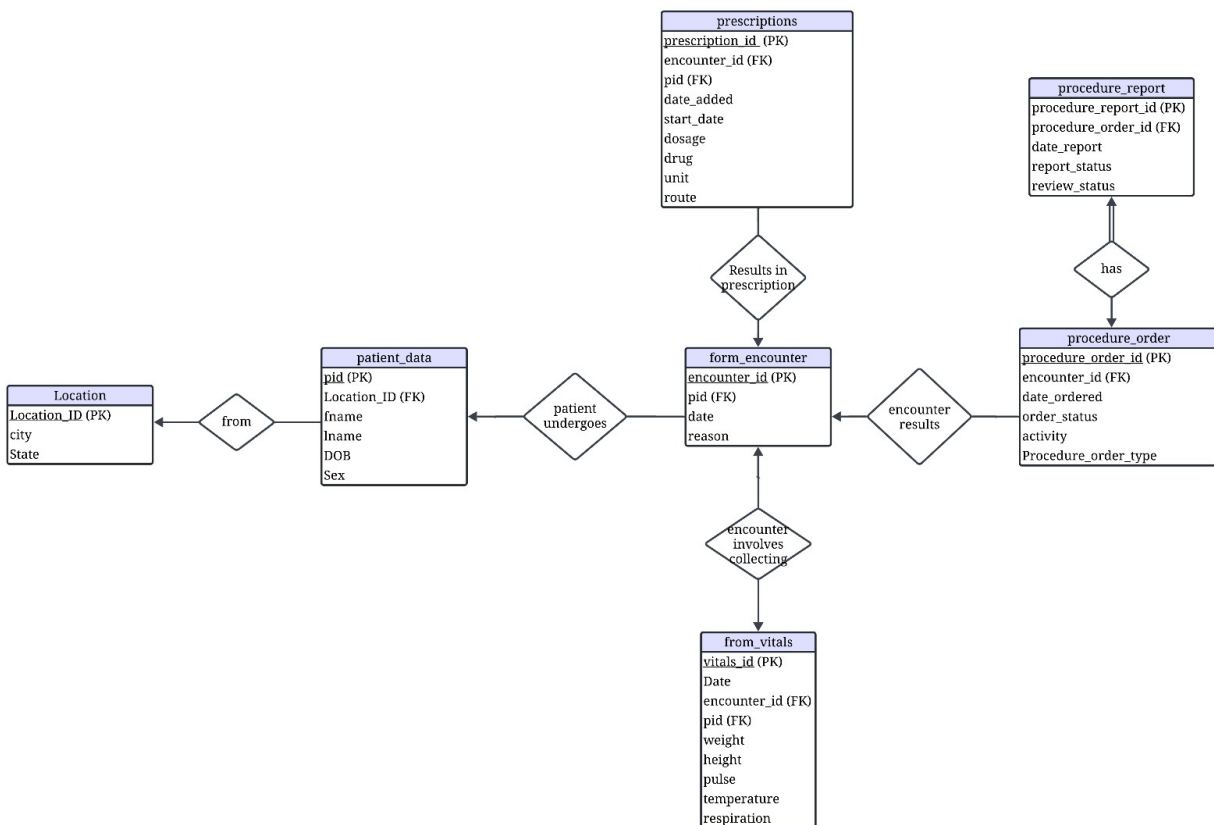 prescriptions
prescription_id (PK)
encounter_id (FK)
pid (FK)
date_added
start_date
dosage
drug
unit
route
procedure_report
procedure_report_id (PK)
procedure_order_id (FK)
date_report
report_status
review_status
Results in
prescription
has
Location
Location_ID (PK)
city
State
from
patient_data
pid (PK)
Location_ID (FK)
fname
lname
DOB
Sex
patient
undergoes
form_encounter
encounter_id (PK)
pid (FK)
date
reason
encounter
results
procedure_order
procedure_order_id (PK)
encounter_id (FK)
date_ordered
order_status
activity
Procedure_order_type
encounter
involves
collecting
from_vitals
vitals_id (PK)
Date
encounter_id (FK)
pid (FK)
weight
height
pulse
temperature
respiration